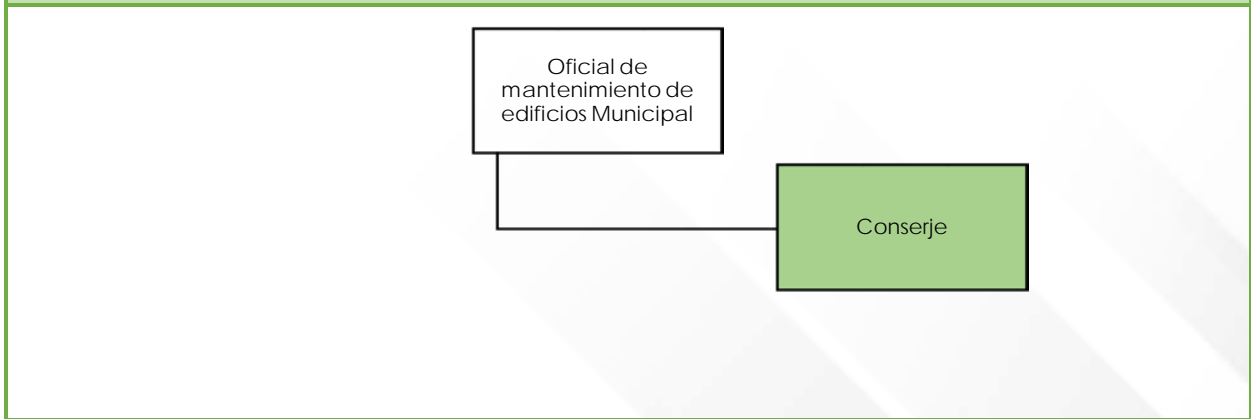 Oficial de
mantenimiento de
edificios Municipal
Conserje